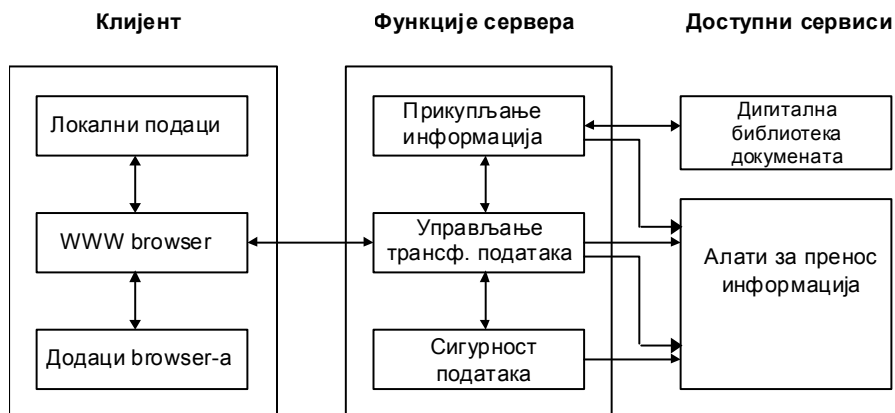 Клијент
Функције сервера
Доступни сервиси
Локални подаци
WWW browser
Додаци browser-а
Прикупљање
информација
Управљање
трансф. података
Сигурност
података
Дигитална
библиотека
докумената
Алати за пренос
информација